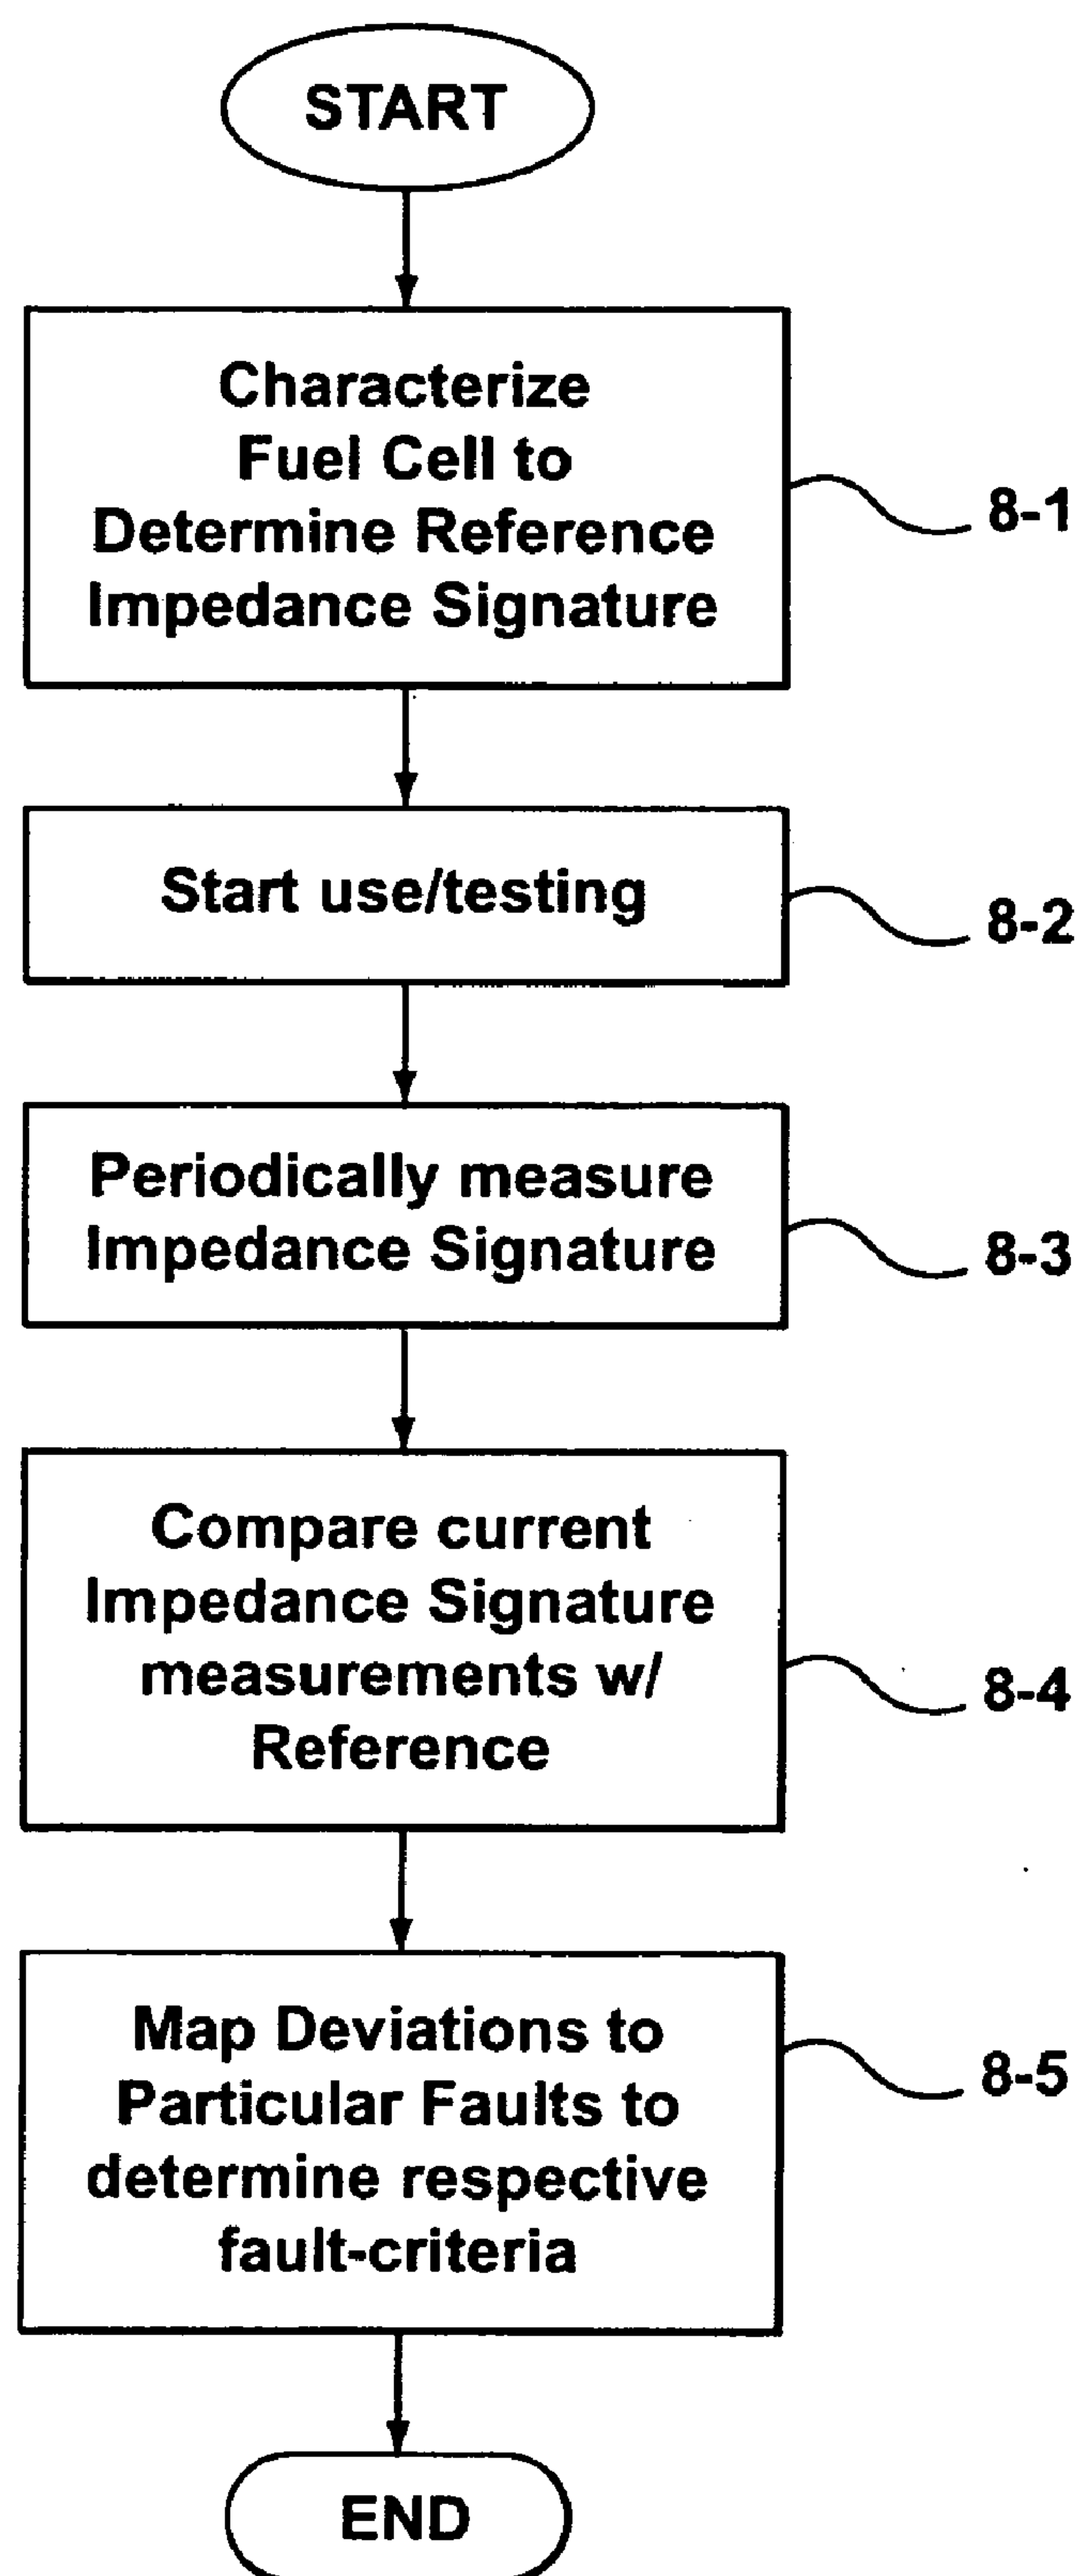 START
Characterize
Fuel Cell to
Determine Reference
Impedance Signature
8-1
Start use/testing
8-2
Periodically measure
Impedance Signature
8-3
Compare current
Impedance Signature
measurements w/
Reference
8-4
Map Deviations to
Particular Faults to
determine respective
fault-criteria
8-5
END